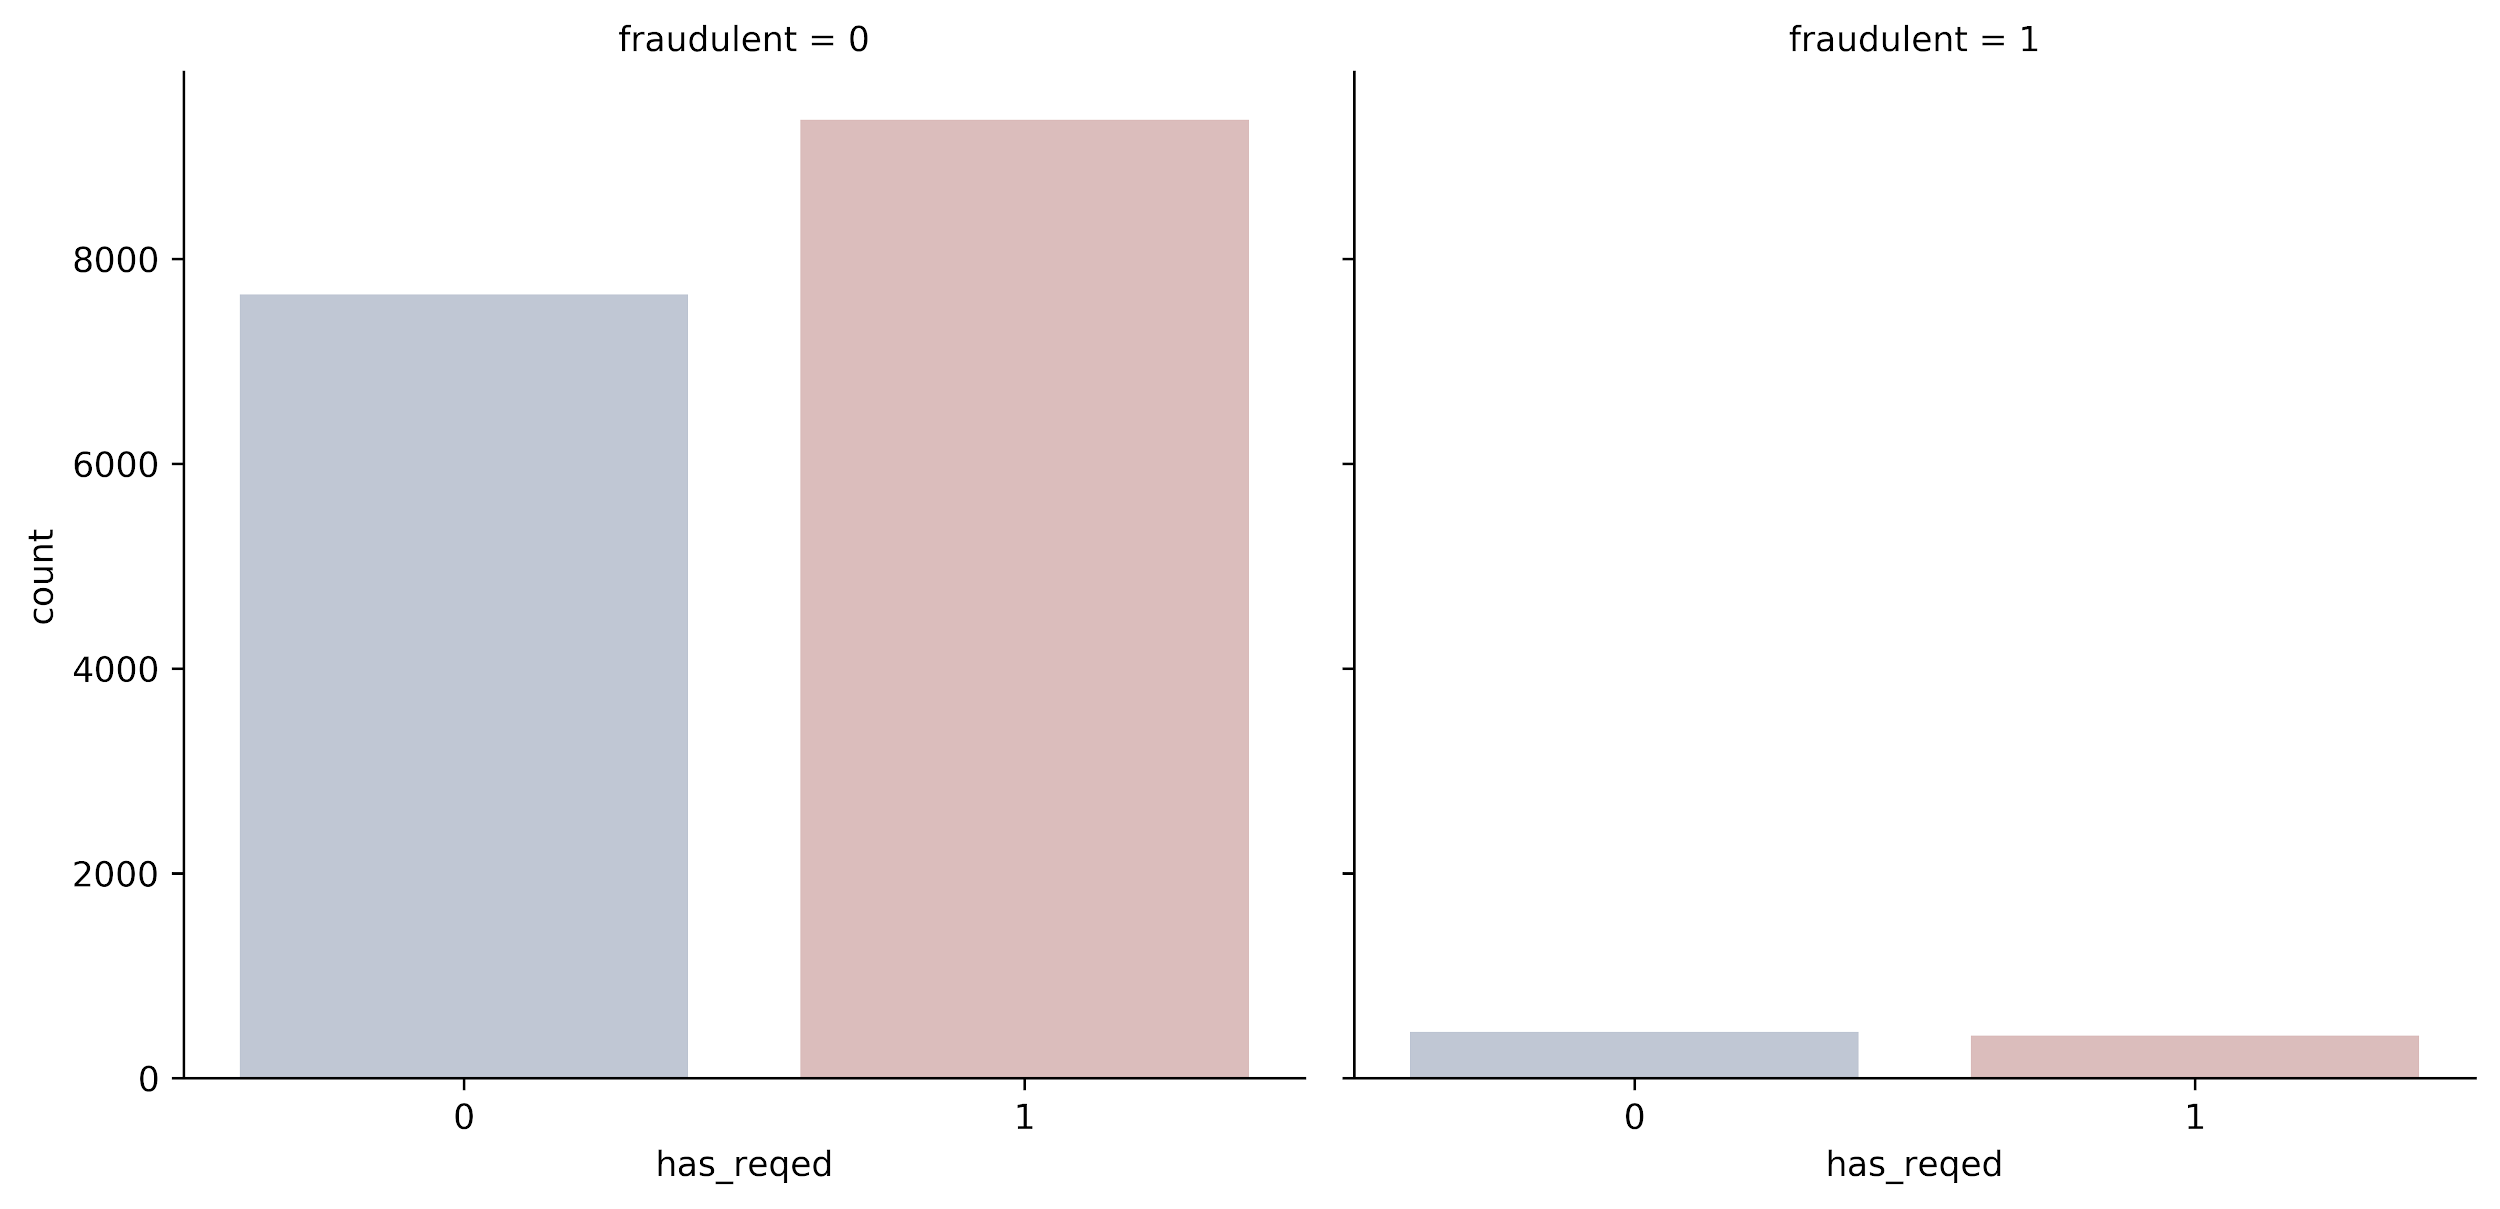 fraudulent = 0
fraudulent = 1
count
8000
6000
4000
2000
0
0
1
has_reqed
0
1
has_reqed